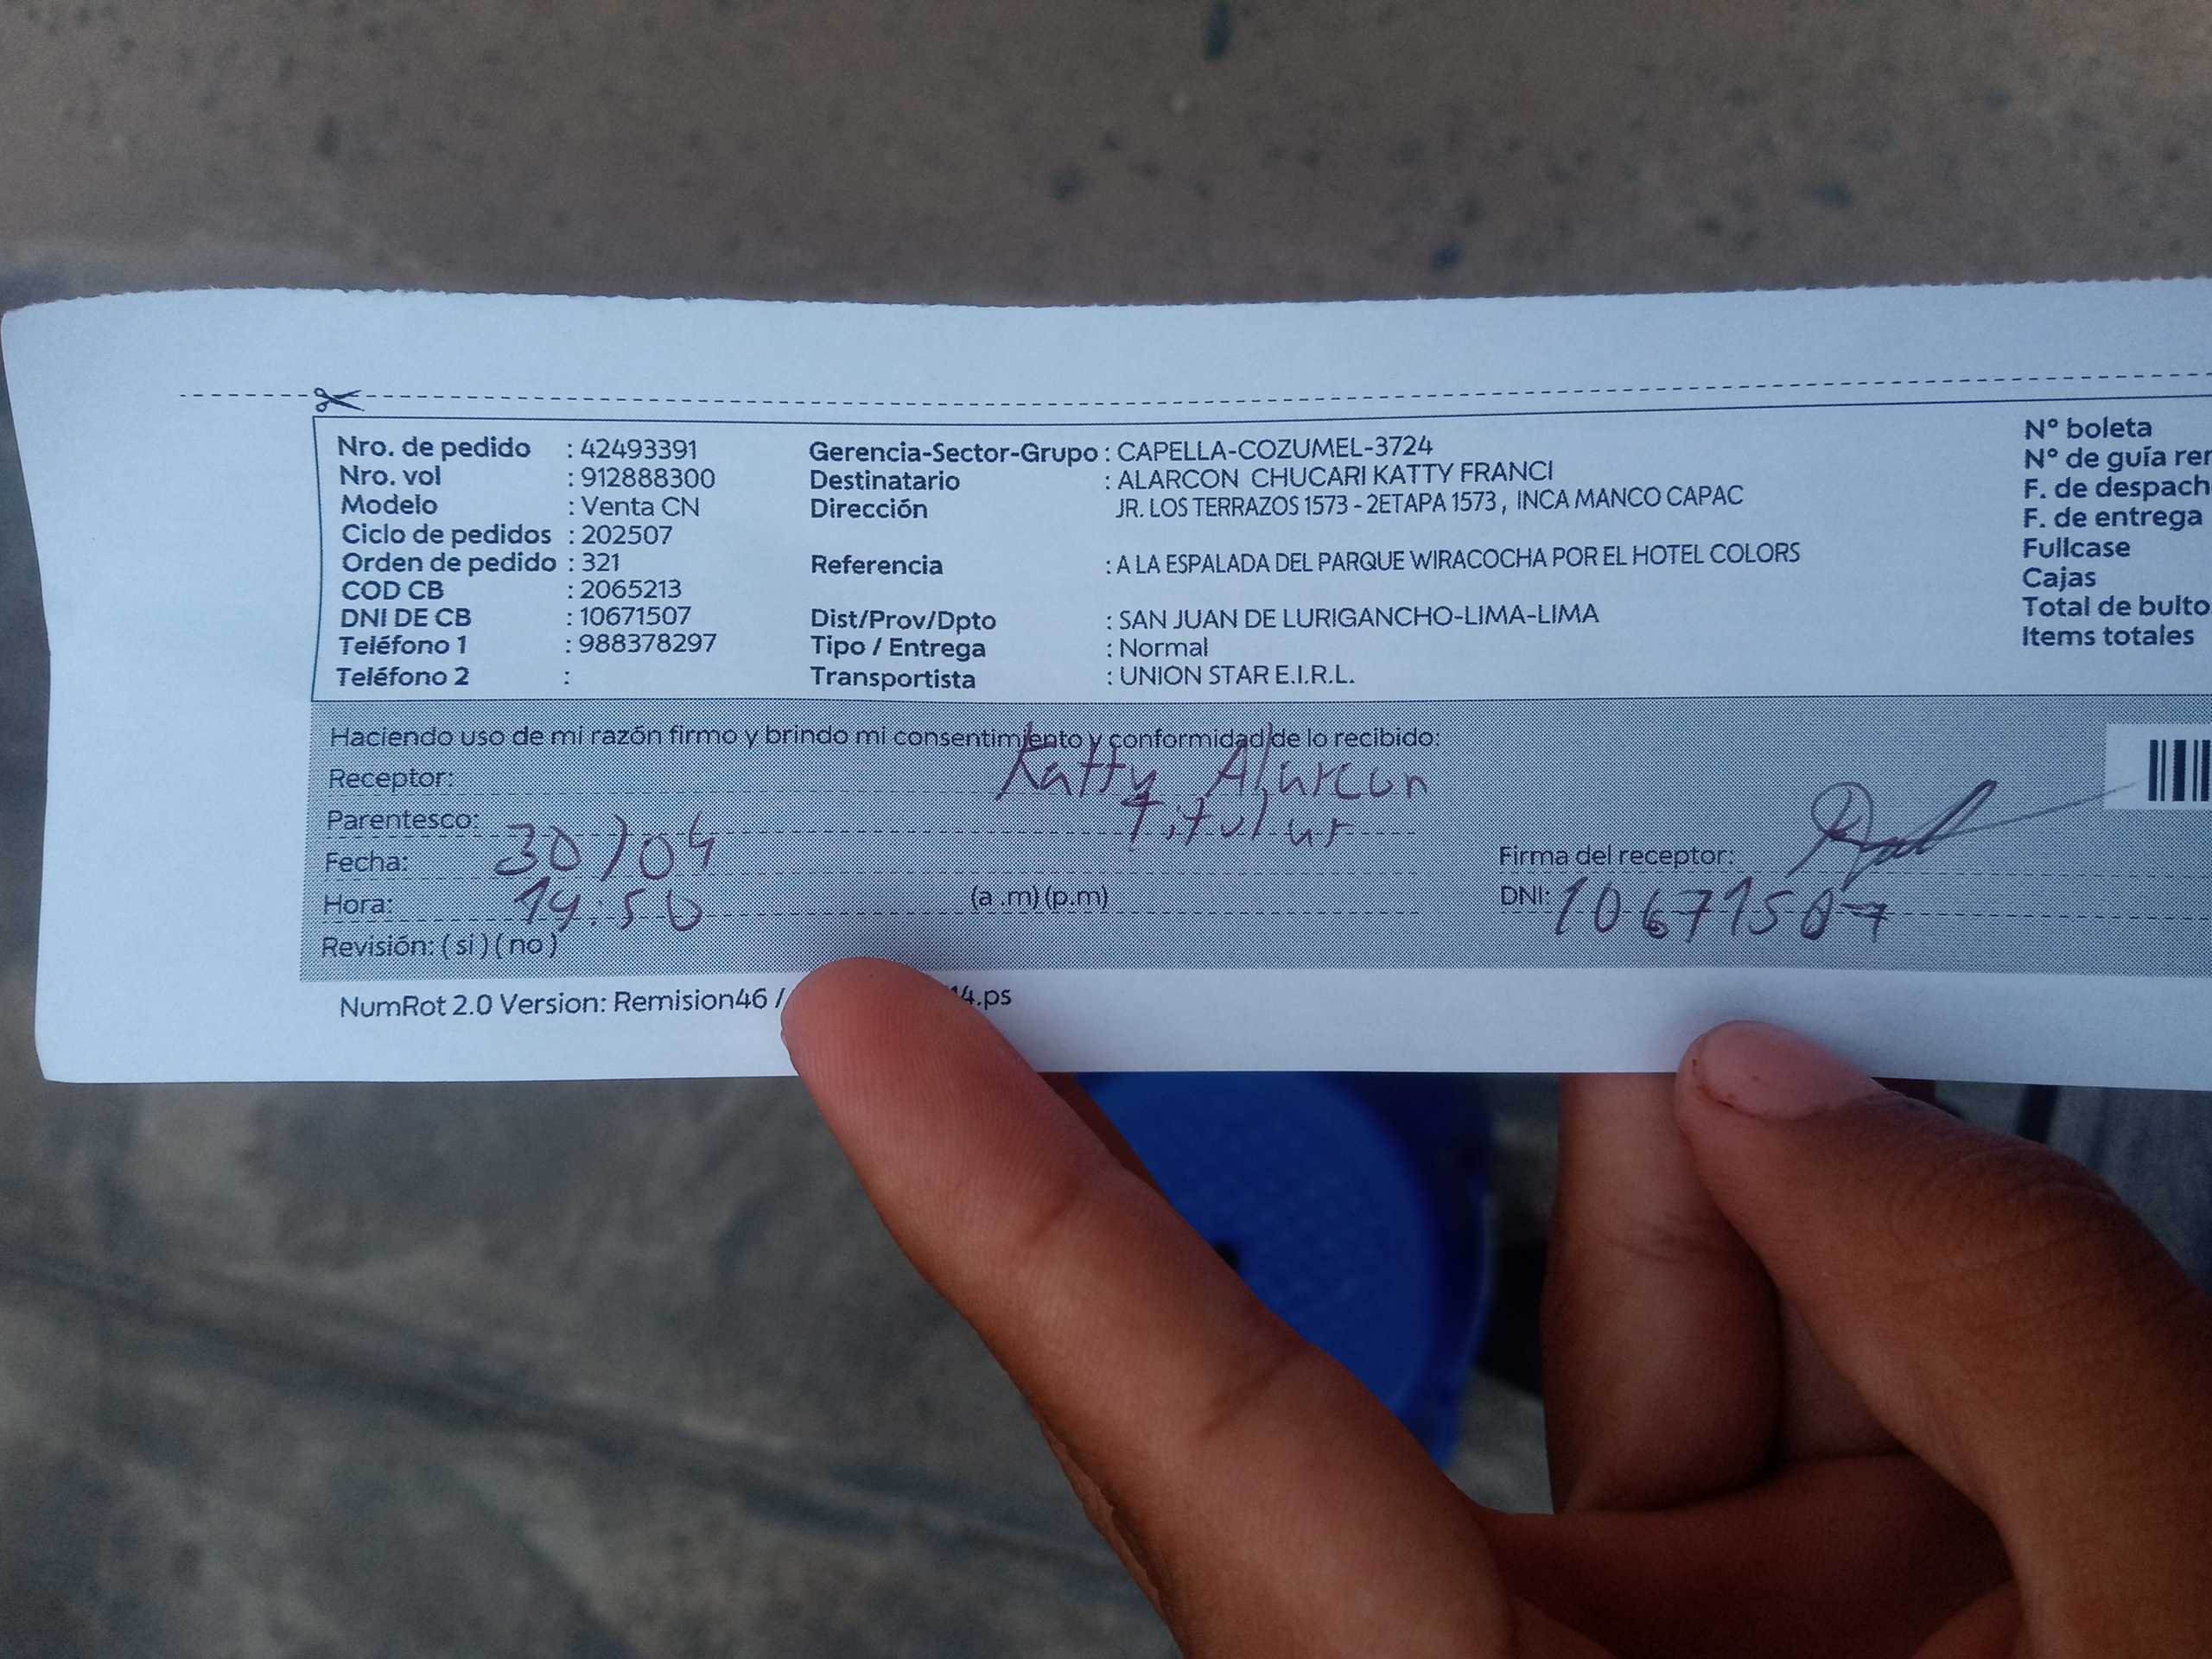 Nro. de pedido : 42493391
Nro. vol : 912888300
Modelo : Venta CN
Ciclo de pedidos : 202507
Orden de pedido : 321
COD CB : 2065213
DNI DE CB : 10671507
Teléfono 1 : 988378297
Teléfono 2 :
Gerencia-Sector-Grupo : CAPELLA-COZUMEL-3724
Destinatario : ALARCON CHUCARI KATTY FRANCI
Dirección JR. LOS TERRAZOS 1573 - 2ETAPA 1573, INCA MANCO CAPAC
Referencia : A LA ESPALADA DEL PARQUE WIRACOCHA POR EL HOTEL COLORS
Dist/Prov/Dpto : SAN JUAN DE LURIGANCHO-LIMA-LIMA
Tipo / Entrega : Normal
Transportista : UNION STAR E.I.R.L.
N° boleta
N° de guía rem
F. de despach
F. de entrega
Fullcase
Cajas
Total de bulto
Items totales
Haciendo uso de mi razón firmo y brindo mi consentimiento y conformidad de lo recibido:
Receptor: Katty Alarcon
Parentesco: Titular
Fecha: 30/04
Hora: 14:50 (a.m) (p.m)
Revisión: (si) (no)
Firma del receptor:
DNI: 10671507
NumRot 2.0 Version: Remision46 / 14.ps